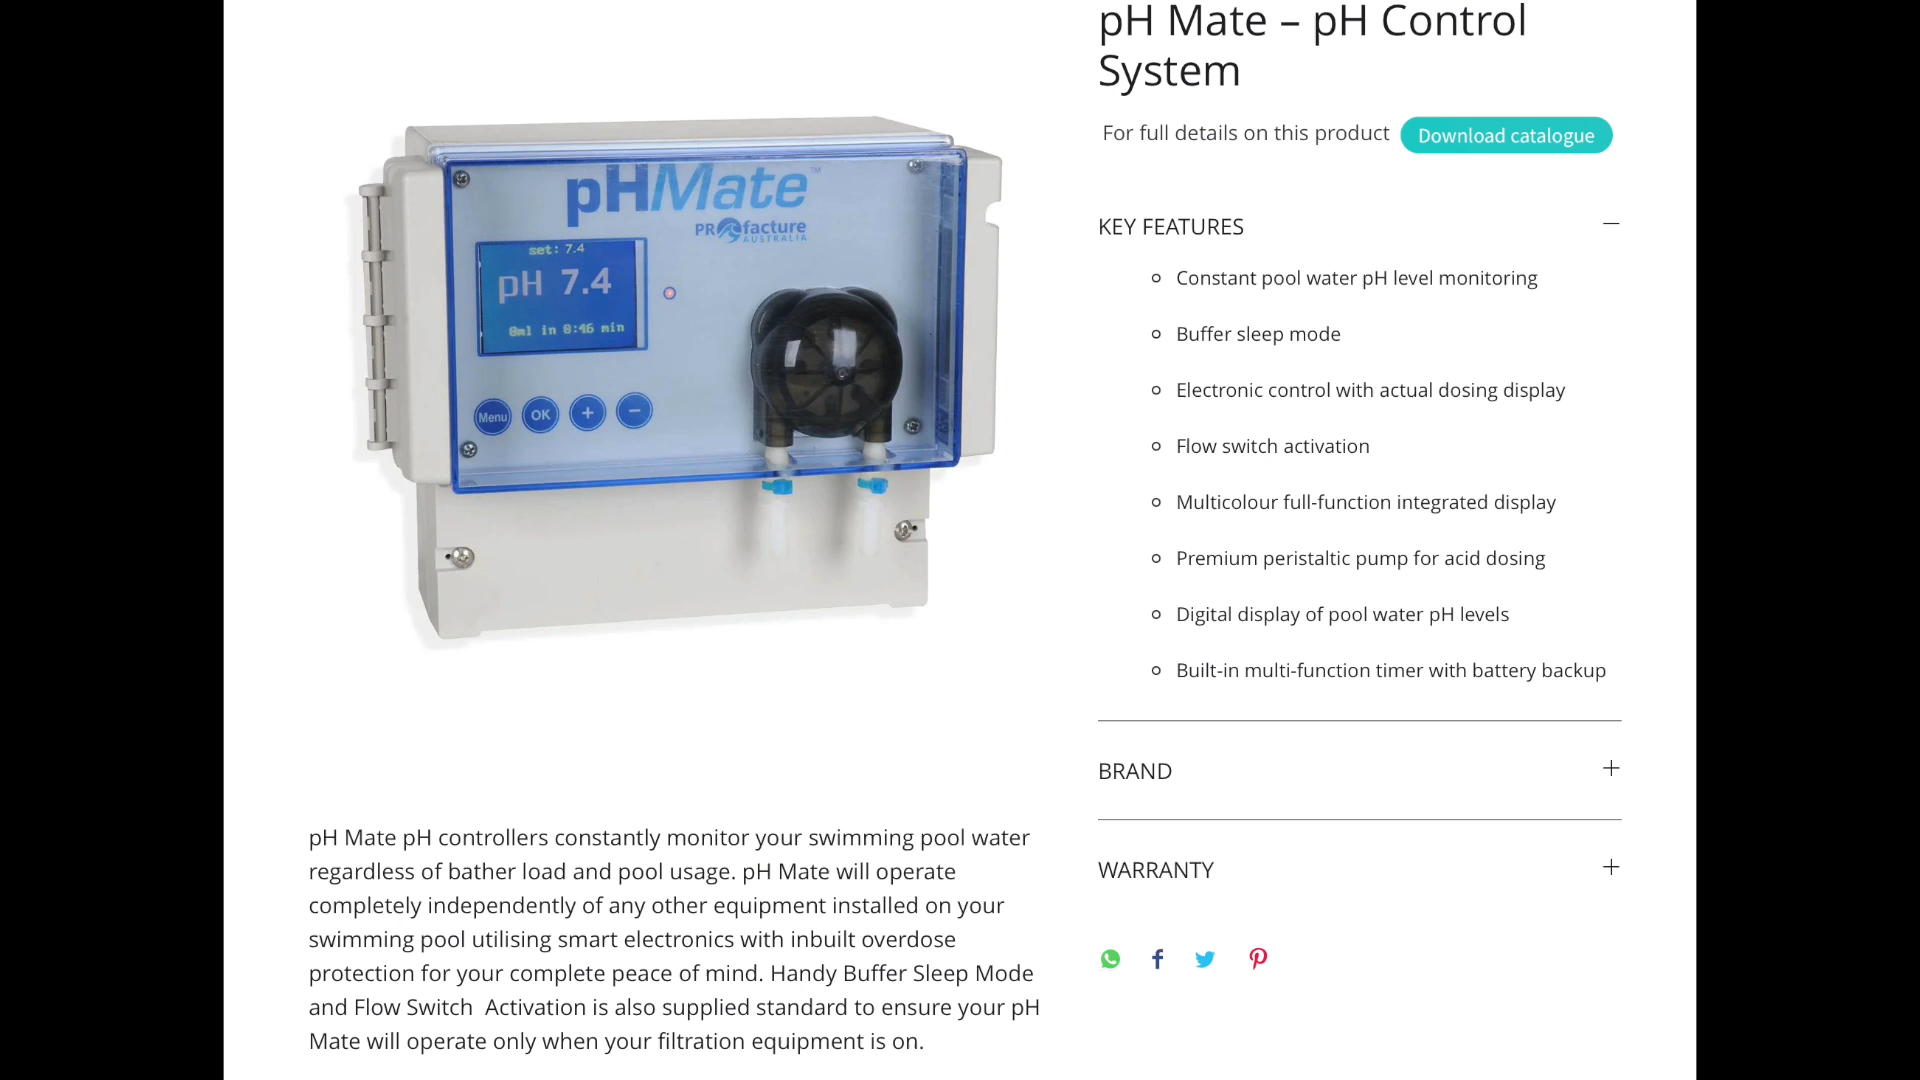 pH Mate – pH Control
System
For full details on this product Download catalogue
pHMate™
PROfacture
AUSTRALIA
set: 7.4
pH 7.4
0ml in 0:46 min
Menu OK + −
KEY FEATURES −
Constant pool water pH level monitoring
Buffer sleep mode
Electronic control with actual dosing display
Flow switch activation
Multicolour full-function integrated display
Premium peristaltic pump for acid dosing
Digital display of pool water pH levels
Built-in multi-function timer with battery backup
BRAND +
WARRANTY +
pH Mate pH controllers constantly monitor your swimming pool water
regardless of bather load and pool usage. pH Mate will operate
completely independently of any other equipment installed on your
swimming pool utilising smart electronics with inbuilt overdose
protection for your complete peace of mind. Handy Buffer Sleep Mode
and Flow Switch  Activation is also supplied standard to ensure your pH
Mate will operate only when your filtration equipment is on.